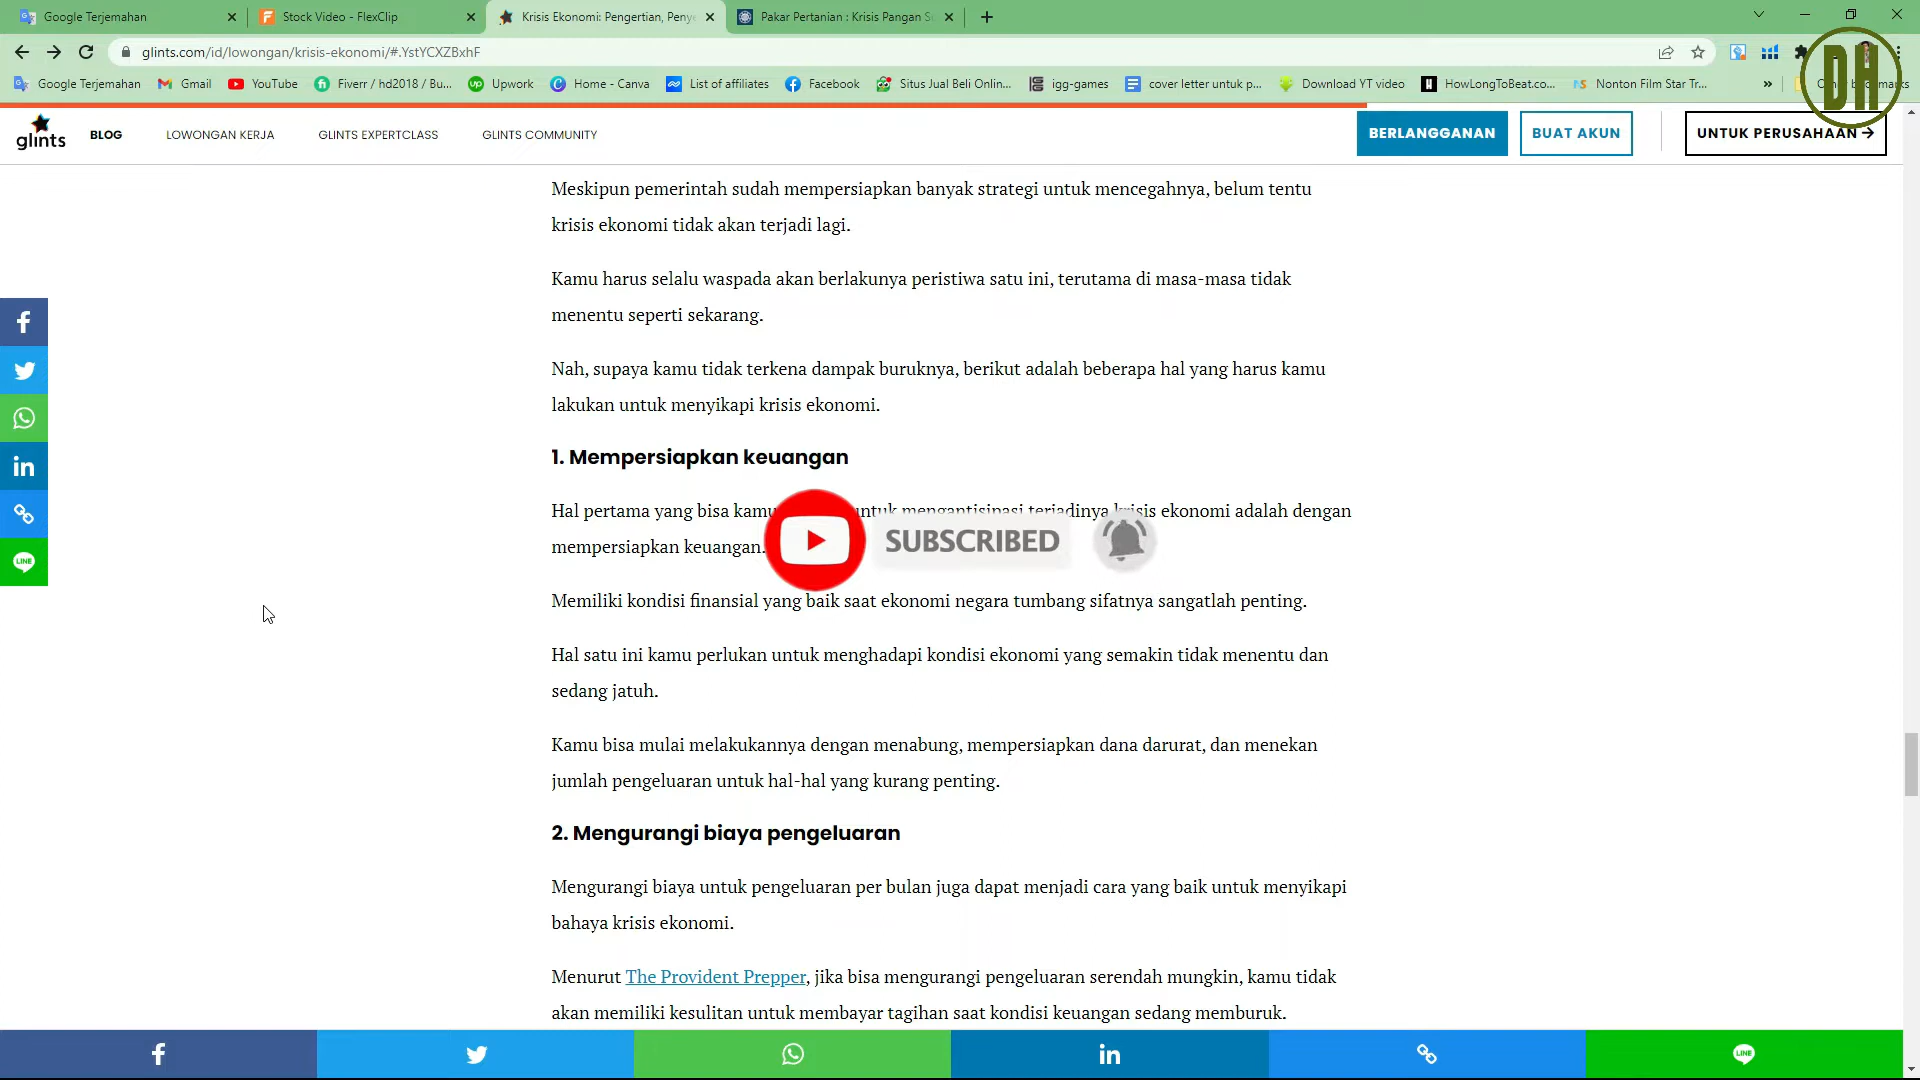 Google Terjemahan
Stock Video - FlexClip
Krisis Ekonomi: Pengertian, Penye
Pakar Pertanian : Krisis Pangan S
glints.com/id/lowongan/krisis-ekonomi/#.YstYCXZBxhF
Google Terjemahan
Gmail
YouTube
Fiverr / hd2018 / Bu...
Upwork
Home - Canva
List of affiliates
Facebook
Situs Jual Beli Onlin...
igg-games
cover letter untuk p...
Download YT video
HowLongToBeat.co...
Nonton Film Star Tr...
DH
glints
BLOG
LOWONGAN KERJA
GLINTS EXPERTCLASS
GLINTS COMMUNITY
BERLANGGANAN
BUAT AKUN
UNTUK PERUSAHAAN →
Meskipun pemerintah sudah mempersiapkan banyak strategi untuk mencegahnya, belum tentu
krisis ekonomi tidak akan terjadi lagi.
Kamu harus selalu waspada akan berlakunya peristiwa satu ini, terutama di masa-masa tidak
menentu seperti sekarang.
Nah, supaya kamu tidak terkena dampak buruknya, berikut adalah beberapa hal yang harus kamu
lakukan untuk menyikapi krisis ekonomi.
1. Mempersiapkan keuangan
Hal pertama yang bisa kamu untuk mengantisipasi terjadinya krisis ekonomi adalah dengan
mempersiapkan keuangan.
SUBSCRIBED
Memiliki kondisi finansial yang baik saat ekonomi negara tumbang sifatnya sangatlah penting.
Hal satu ini kamu perlukan untuk menghadapi kondisi ekonomi yang semakin tidak menentu dan
sedang jatuh.
Kamu bisa mulai melakukannya dengan menabung, mempersiapkan dana darurat, dan menekan
jumlah pengeluaran untuk hal-hal yang kurang penting.
2. Mengurangi biaya pengeluaran
Mengurangi biaya untuk pengeluaran per bulan juga dapat menjadi cara yang baik untuk menyikapi
bahaya krisis ekonomi.
Menurut The Provident Prepper, jika bisa mengurangi pengeluaran serendah mungkin, kamu tidak
akan memiliki kesulitan untuk membayar tagihan saat kondisi keuangan sedang memburuk.
LINE
LINE